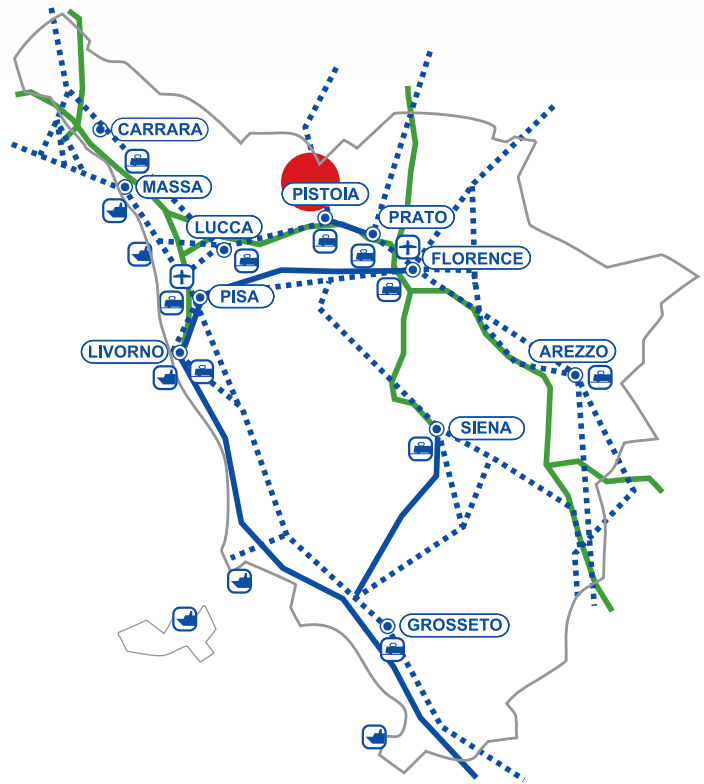 CARRARA
MASSA
PISTOIA
LUCCA
PRATO
FLORENCE
PISA
LIVORNO
AREZZO
SIENA
GROSSETO